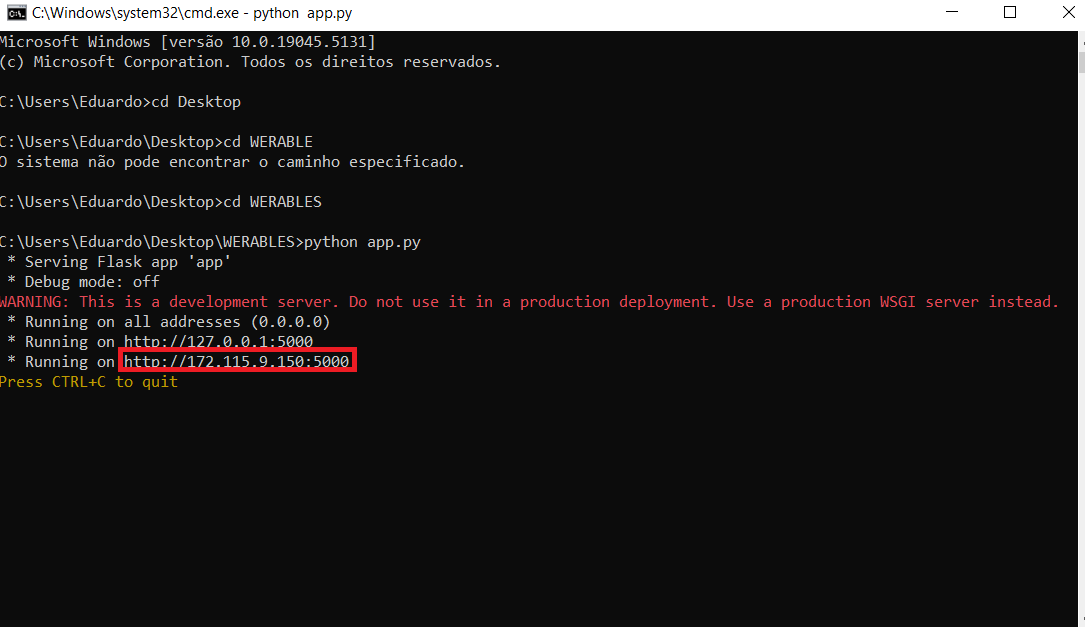 C:\Windows\system32\cmd.exe - python  app.py
Microsoft Windows [versão 10.0.19045.5131]
(c) Microsoft Corporation. Todos os direitos reservados.
C:\Users\Eduardo>cd Desktop
C:\Users\Eduardo\Desktop>cd WERABLE
O sistema não pode encontrar o caminho especificado.
C:\Users\Eduardo\Desktop>cd WERABLES
C:\Users\Eduardo\Desktop\WERABLES>python app.py
 * Serving Flask app 'app'
 * Debug mode: off
WARNING: This is a development server. Do not use it in a production deployment. Use a production WSGI server instead.
 * Running on all addresses (0.0.0.0)
 * Running on http://127.0.0.1:5000
 * Running on http://172.115.9.150:5000
Press CTRL+C to quit